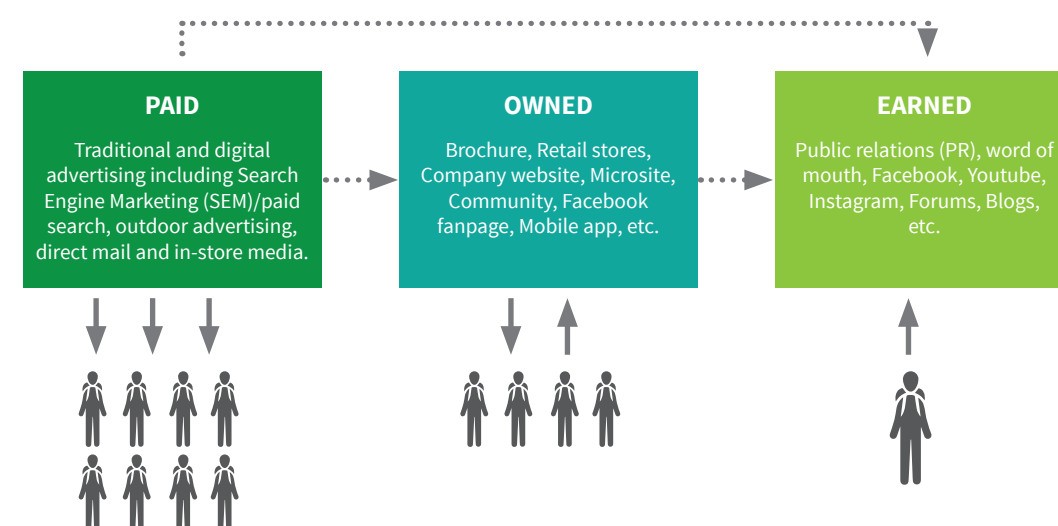 PAID
Traditional and digital
advertising including Search
Engine Marketing (SEM)/paid
search, outdoor advertising,
direct mail and in-store media.
OWNED
Brochure, Retail stores,
Company website, Microsite,
Community, Facebook
fanpage, Mobile app, etc.
EARNED
Public relations (PR), word of
mouth, Facebook, Youtube,
Instagram, Forums, Blogs,
etc.